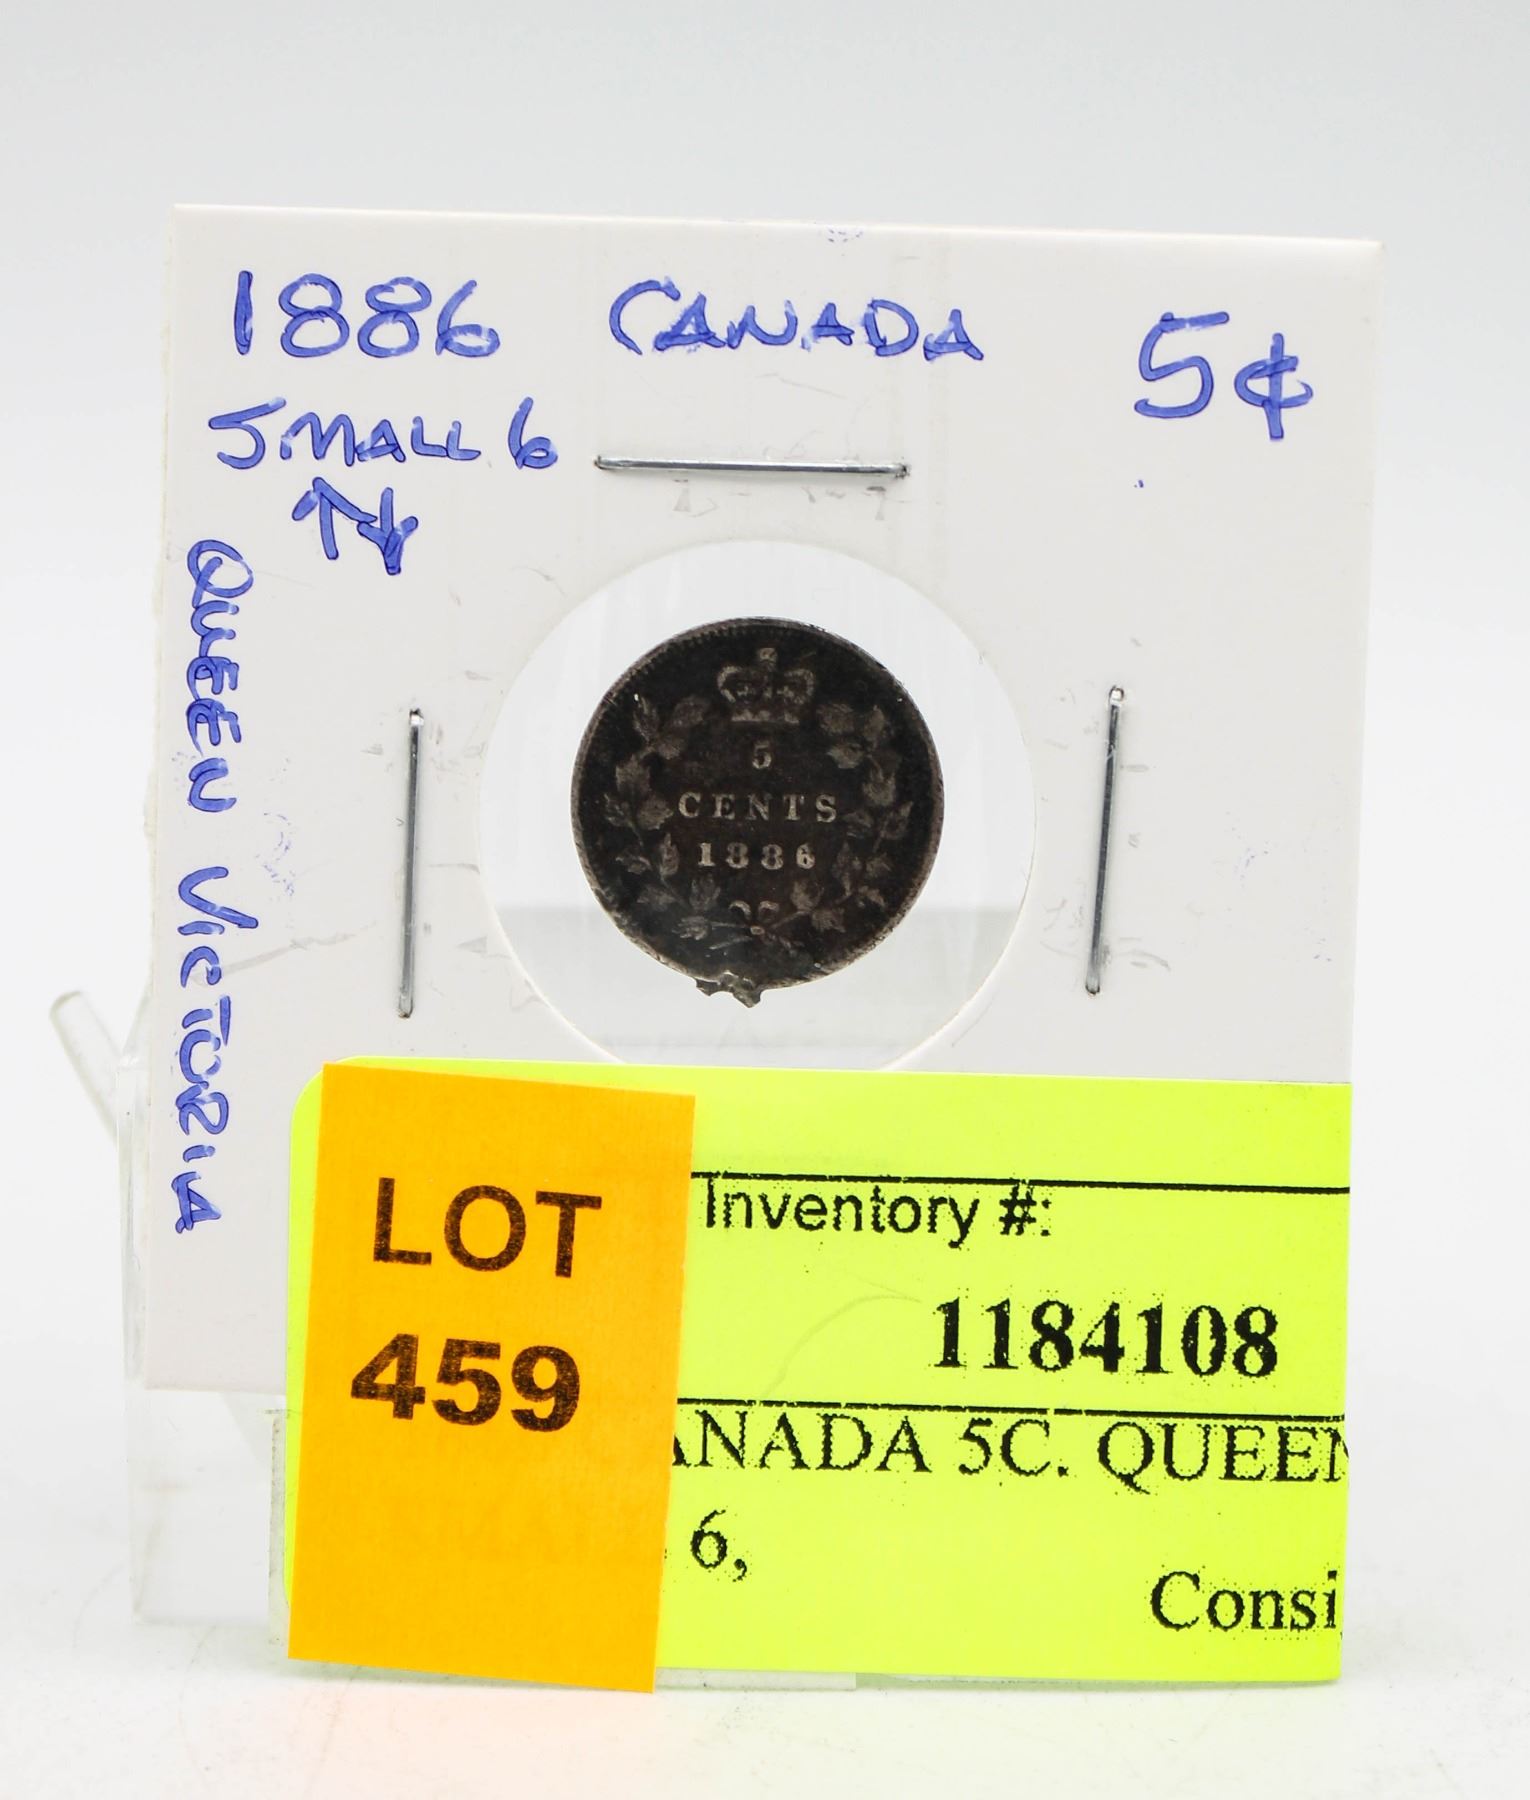 1886 CANADA 5¢
SMALL 6
↑↓
QUEEN VICTORIA
5
CENTS
1886
LOT
459
Inventory #:
1184108
ANADA 5C. QUEEN
6,
Consi